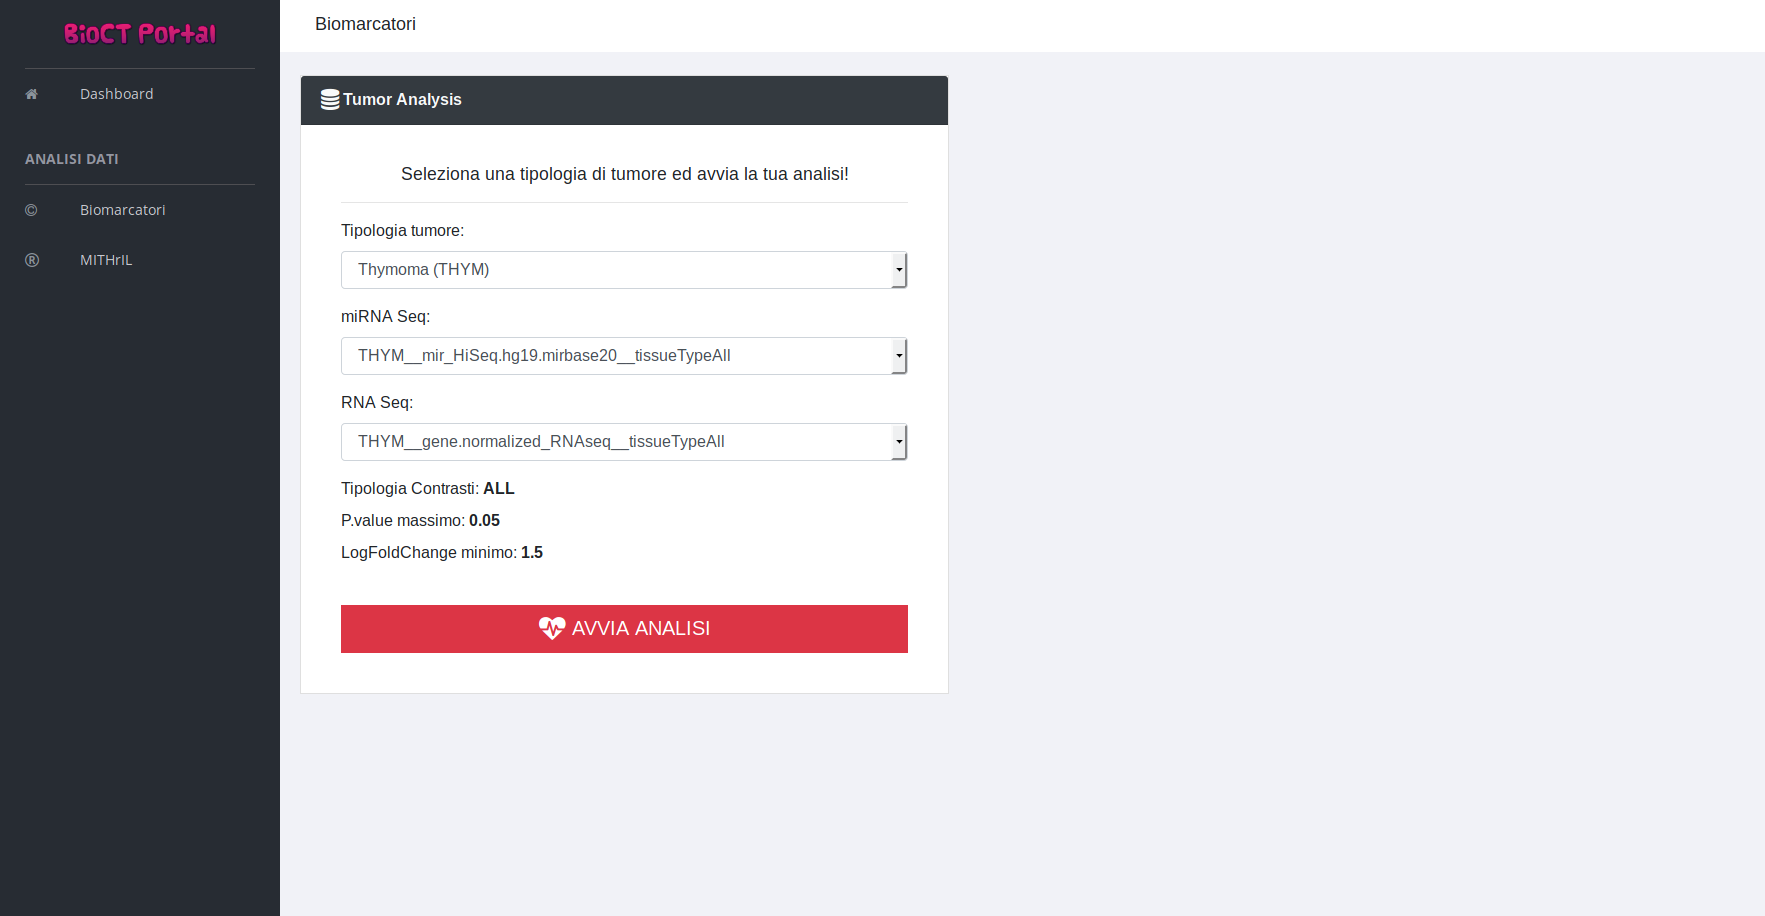 BioCT Portal
Dashboard
ANALISI DATI
Biomarcatori
MITHrIL
Biomarcatori
Tumor Analysis
Seleziona una tipologia di tumore ed avvia la tua analisi!
Tipologia tumore:
Thymoma (THYM)
miRNA Seq:
THYM__mir_HiSeq.hg19.mirbase20__tissueTypeAll
RNA Seq:
THYM__gene.normalized_RNAseq__tissueTypeAll
Tipologia Contrasti: ALL
P.value massimo: 0.05
LogFoldChange minimo: 1.5
AVVIA ANALISI